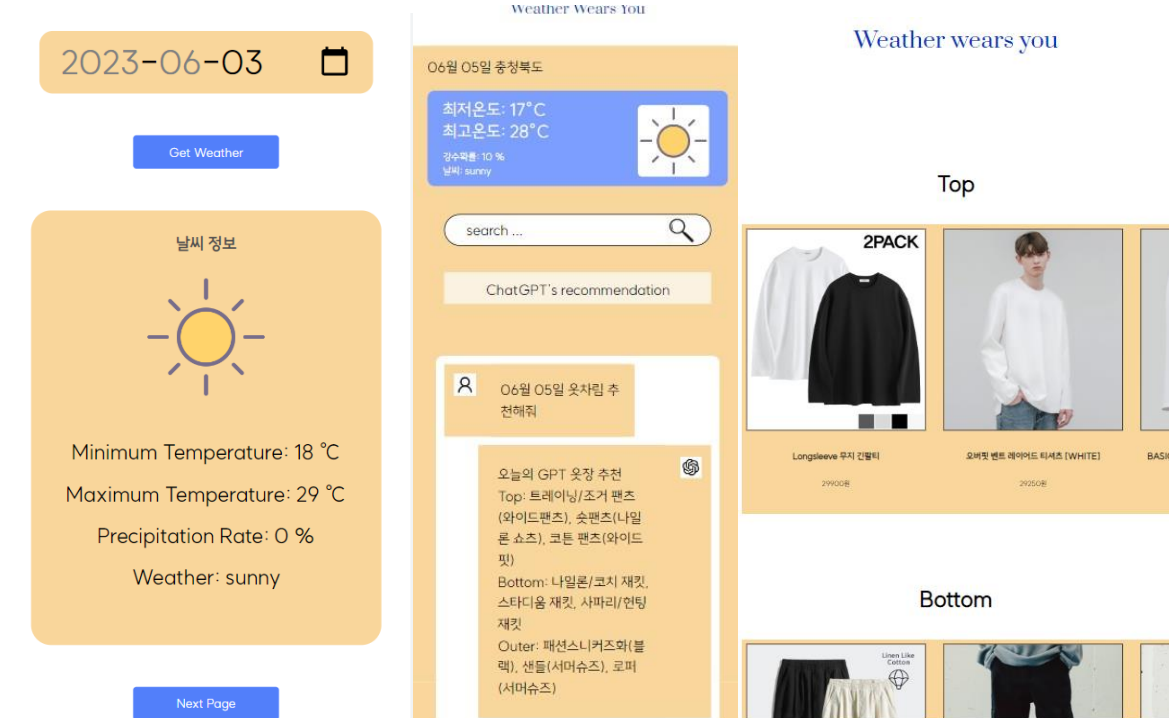 2023-06-03
Get Weather
날씨 정보
Minimum Temperature: 18 °C
Maximum Temperature: 29 °C
Precipitation Rate: 0 %
Weather: sunny
Next Page
Weather Wears You
06월 05일 충청북도
최저온도: 17°C
최고온도: 28°C
강수확률: 10 %
날씨: sunny
search ...
ChatGPT's recommendation
06월 05일 옷차림 추
천해줘
오늘의 GPT 옷장 추천
Top: 트레이닝/조거 팬츠
(와이드팬츠), 숏팬츠(나일
론 쇼츠), 코튼 팬츠(와이드
핏)
Bottom: 나일론/코치 재킷,
스타디움 재킷, 사파리/헌팅
재킷
Outer: 패션스니커즈화(블
랙), 샌들(서머슈즈), 로퍼
(서머슈즈)
Weather wears you
Top
2PACK
Longsleeve 무지 긴팔티
29900원
오버핏 벤트 레이어드 티셔츠 [WHITE]
29250원
BASI
Bottom
Linen Like
Cotton